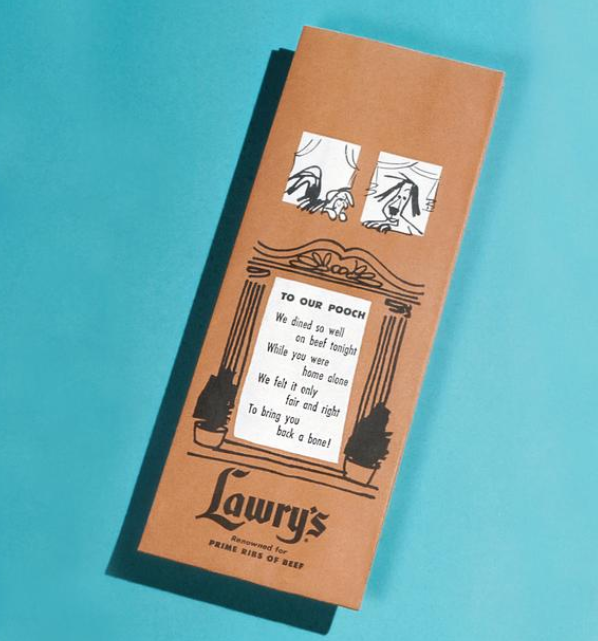 TO OUR POOCH
We dined so well
on beef tonight
While you were
home alone
We felt it only
fair and right
To bring you
back a bone!
Lawry's
Renowned for
PRIME RIBS OF BEEF